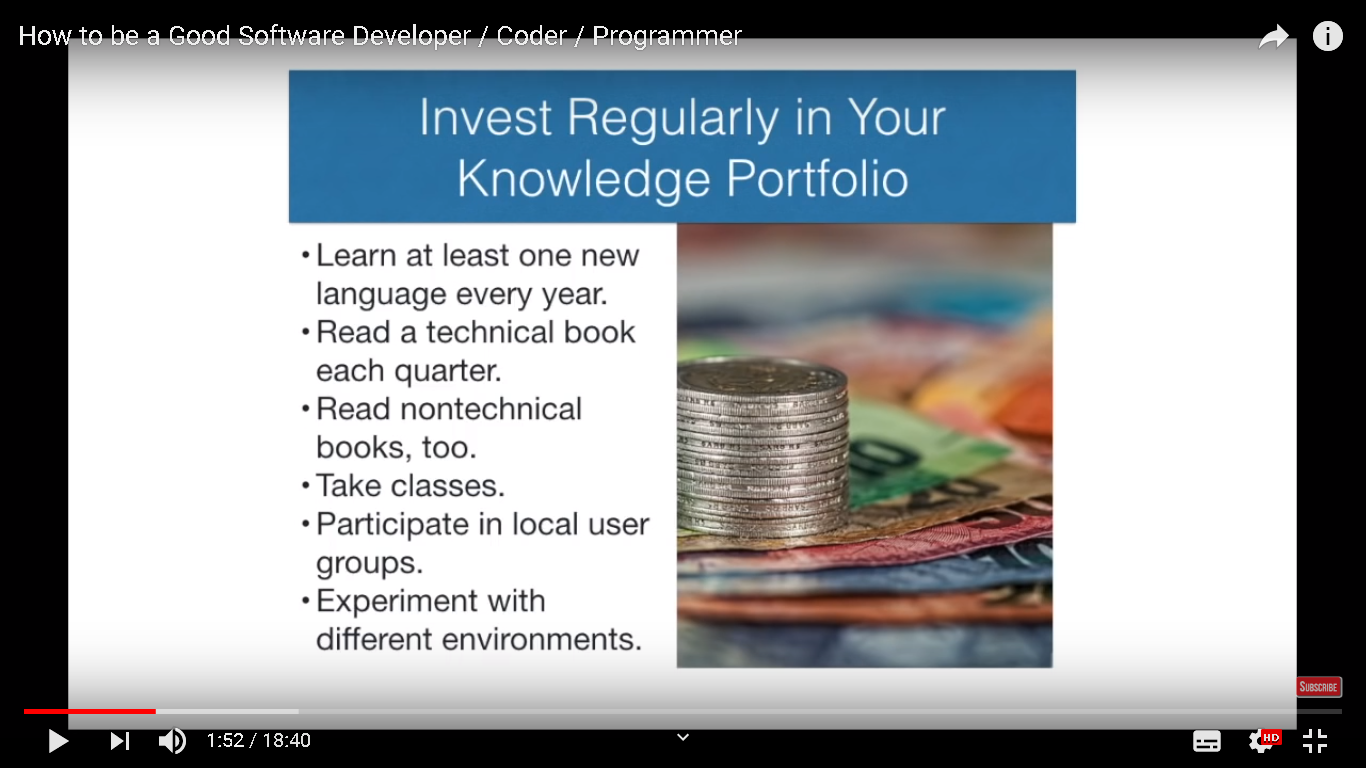 How to be a Good Software Developer / Coder / Programmer
Invest Regularly in Your
Knowledge Portfolio
• Learn at least one new
language every year.
• Read a technical book
each quarter.
• Read nontechnical
books, too.
• Take classes.
• Participate in local user
groups.
• Experiment with
different environments.
10
SUBSCRIBE
1:52 / 18:40
HD